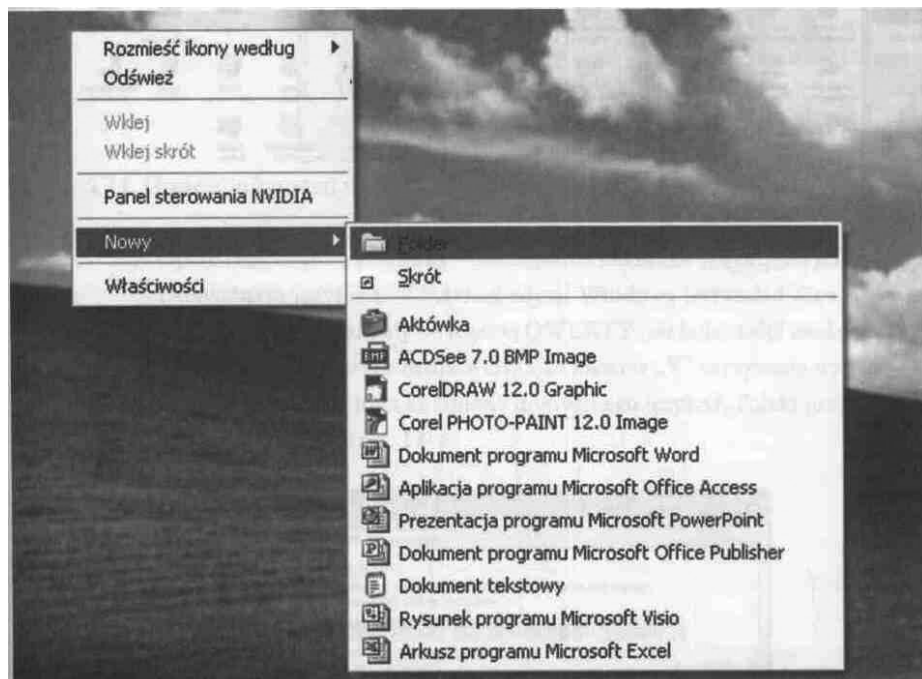 Rozmieść ikony według
Odśwież
Wklej
Wklej skrót
Panel sterowania NVIDIA
Nowy
Właściwości
Folder
Skrót
Aktówka
ACDSee 7.0 BMP Image
CorelDRAW 12.0 Graphic
Corel PHOTO-PAINT 12.0 Image
Dokument programu Microsoft Word
Aplikacja programu Microsoft Office Access
Prezentacja programu Microsoft PowerPoint
Dokument programu Microsoft Office Publisher
Dokument tekstowy
Rysunek programu Microsoft Visio
Arkusz programu Microsoft Excel